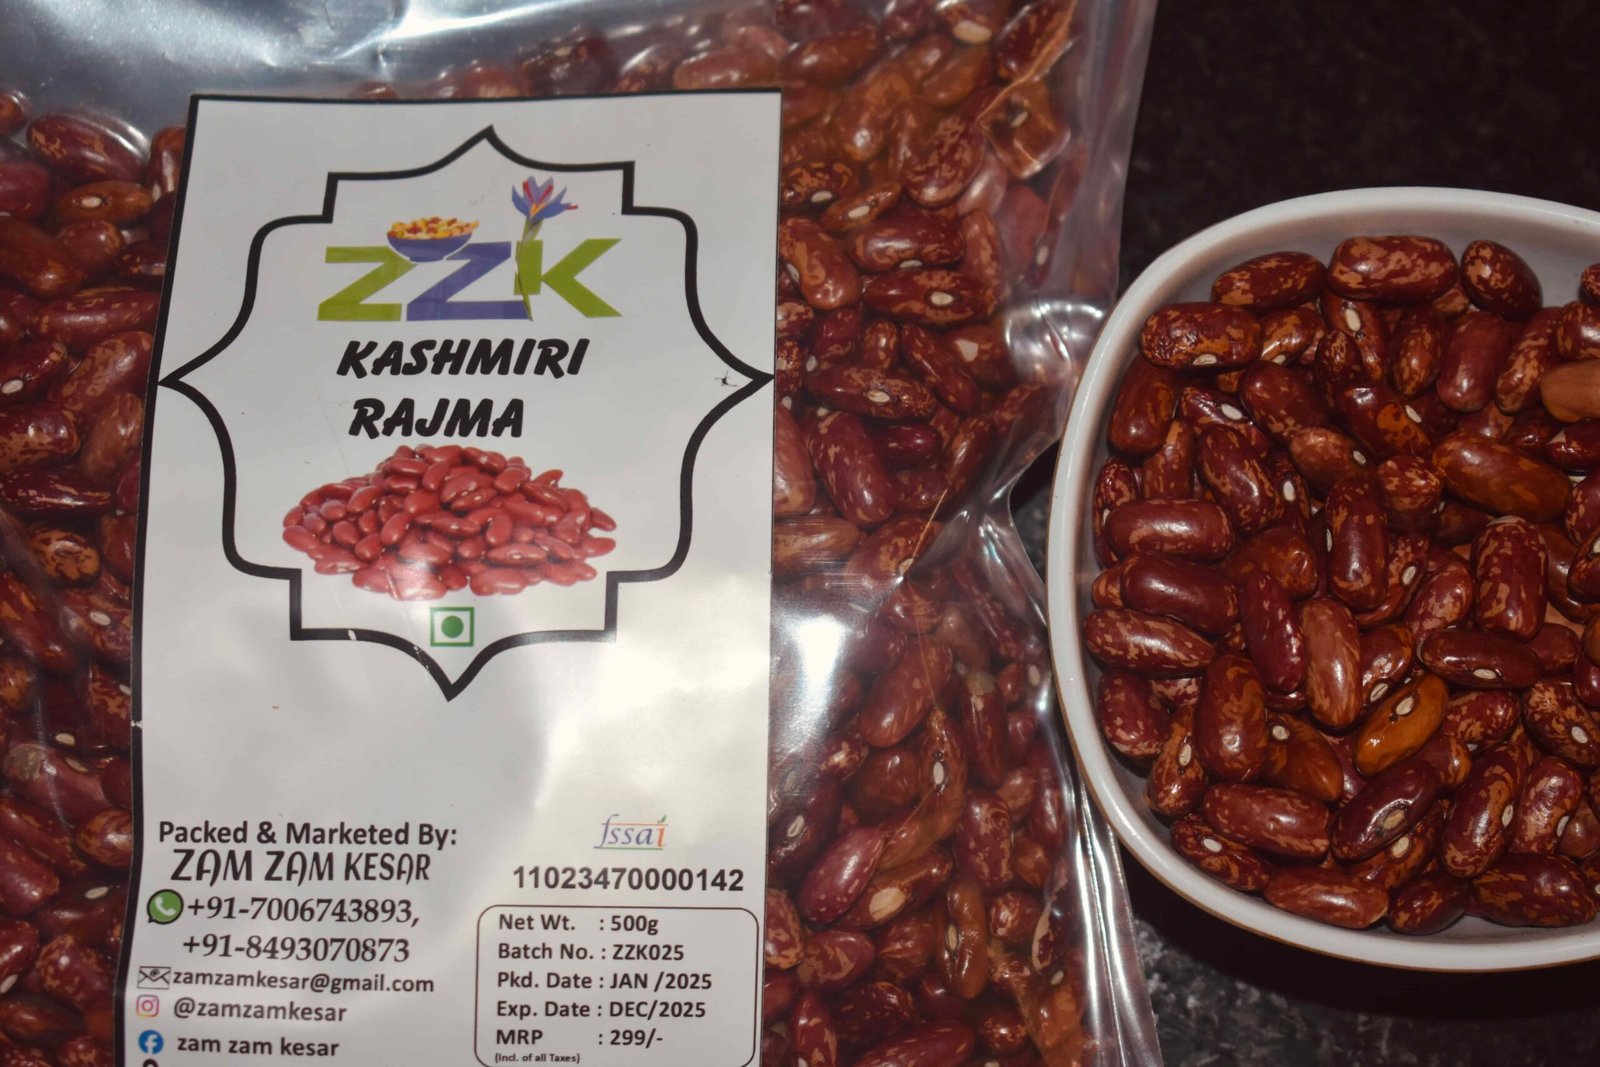 ZZK
KASHMIRI
RAJMA
Packed & Marketed By:
ZAM ZAM KESAR
+91-7006743893,
+91-8493070873
zamzamkesar@gmail.com
@zamzamkesar
zam zam kesar
fssai
11023470000142
Net Wt. : 500g
Batch No. : ZZK025
Pkd. Date : JAN /2025
Exp. Date : DEC/2025
MRP : 299/-
(Incl. of all Taxes)